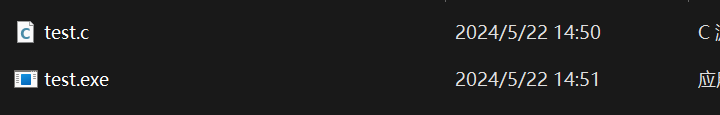 test.c 2024/5/22 14:50 C
test.exe 2024/5/22 14:51 应